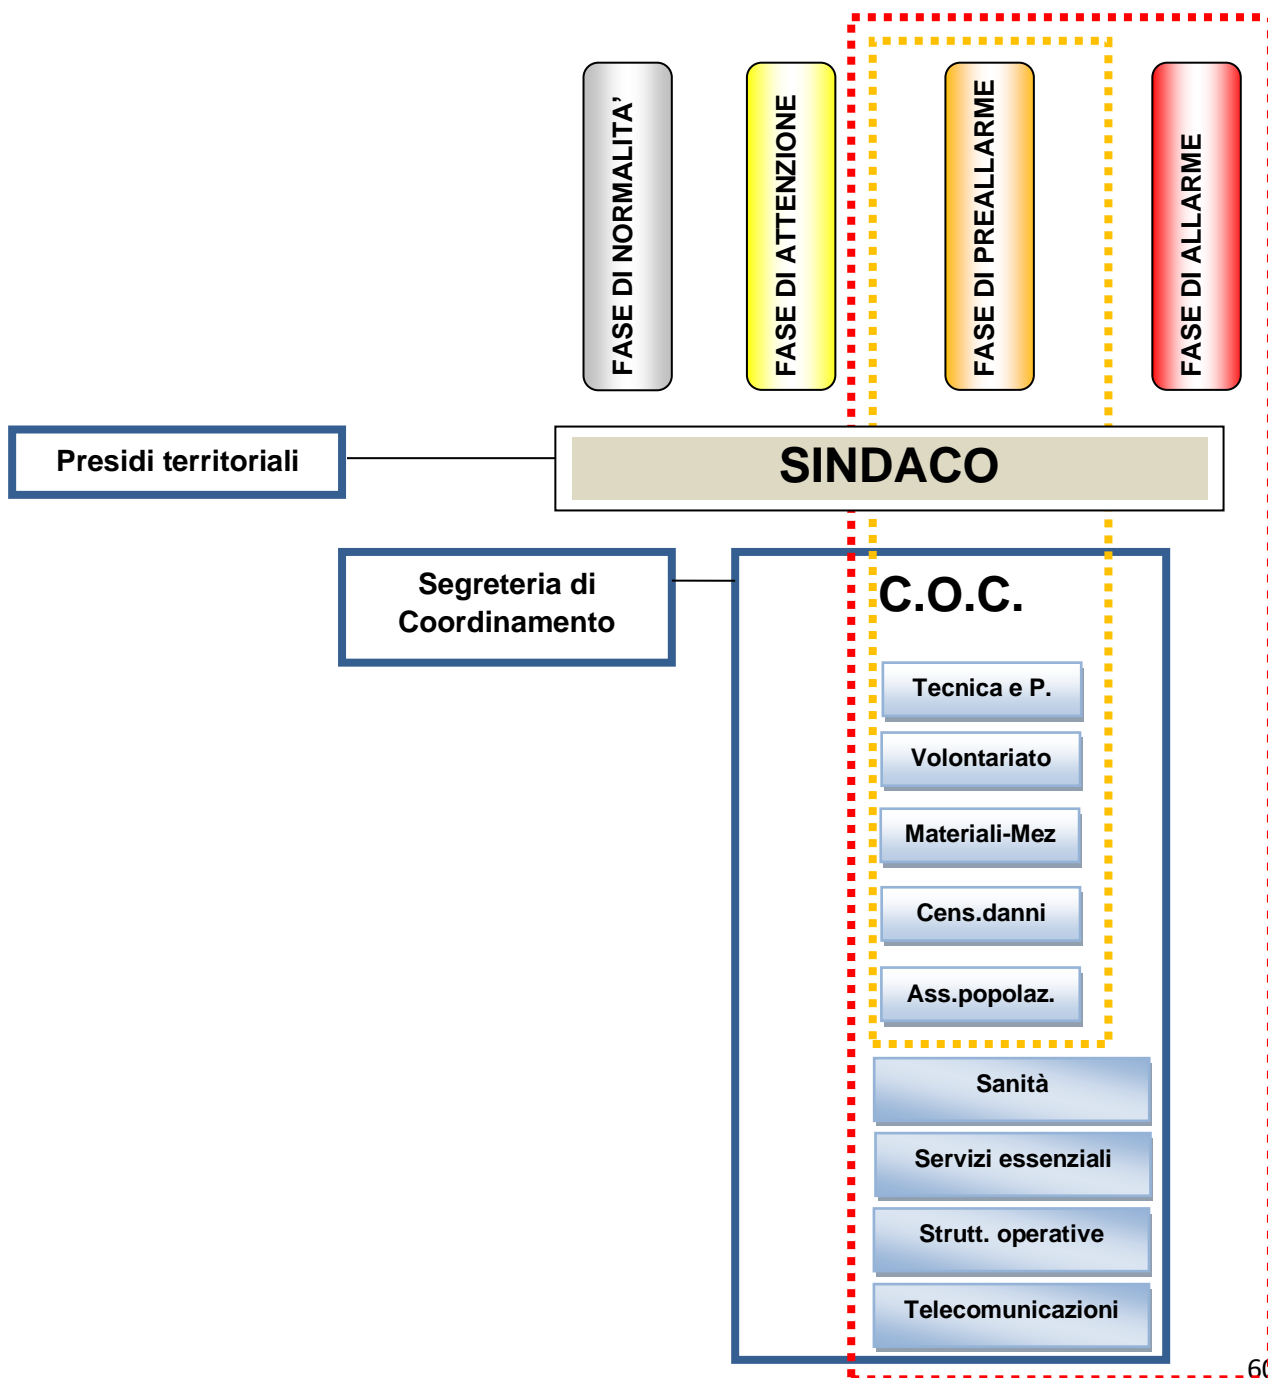 FASE DI NORMALITA’
FASE DI ATTENZIONE
FASE DI PREALLARME
FASE DI ALLARME
Presidi territoriali
SINDACO
Segreteria di
Coordinamento
C.O.C.
Tecnica e P.
Volontariato
Materiali-Mez
Cens.danni
Ass.popolaz.
Sanità
Servizi essenziali
Strutt. operative
Telecomunicazioni
60